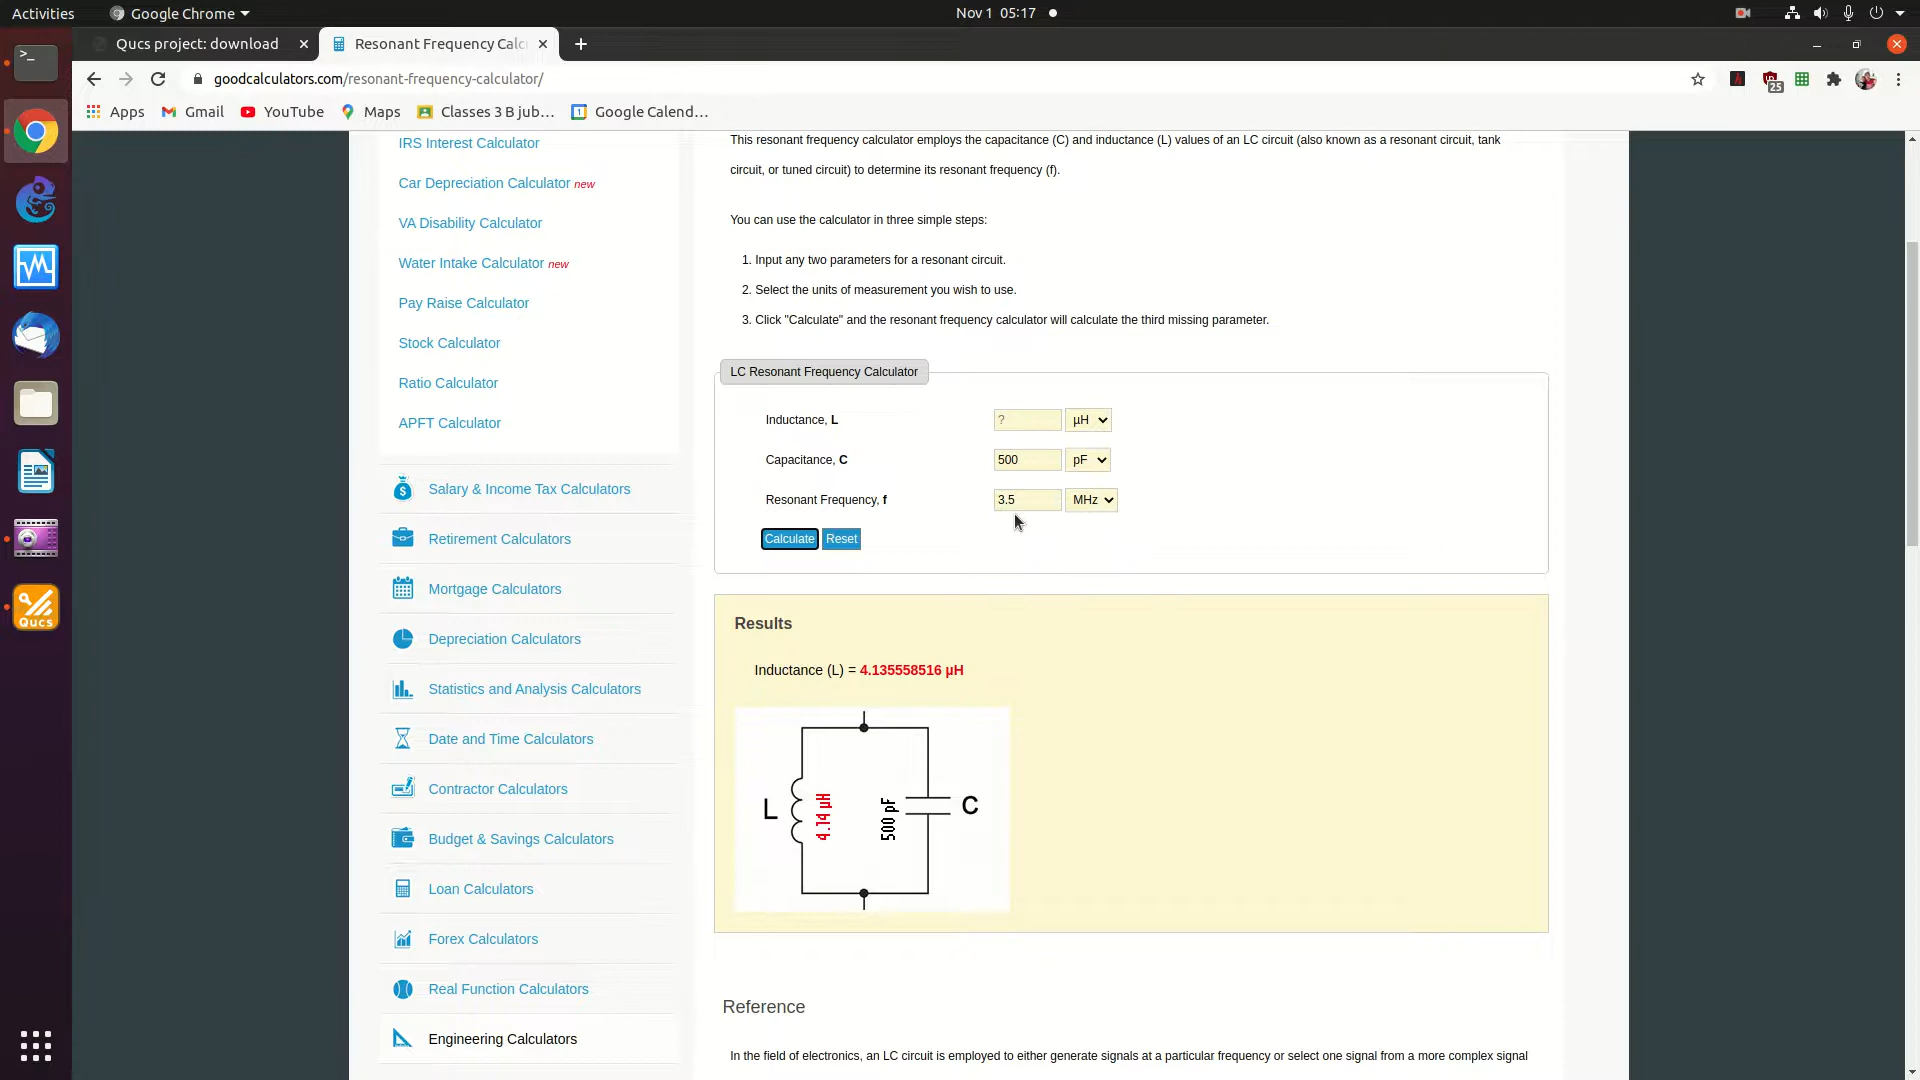 Activities
Google Chrome
Nov 1 05:17
Qucs project: download
Resonant Frequency Calc
goodcalculators.com/resonant-frequency-calculator/
25
Apps
Gmail
YouTube
Maps
Classes 3 B jub...
Google Calend...
IRS Interest Calculator
Car Depreciation Calculator new
VA Disability Calculator
Water Intake Calculator new
Pay Raise Calculator
Stock Calculator
Ratio Calculator
APFT Calculator
Salary & Income Tax Calculators
Retirement Calculators
Mortgage Calculators
Depreciation Calculators
Statistics and Analysis Calculators
Date and Time Calculators
Contractor Calculators
Budget & Savings Calculators
Loan Calculators
Forex Calculators
Real Function Calculators
Engineering Calculators
This resonant frequency calculator employs the capacitance (C) and inductance (L) values of an LC circuit (also known as a resonant circuit, tank
circuit, or tuned circuit) to determine its resonant frequency (f).
You can use the calculator in three simple steps:
1. Input any two parameters for a resonant circuit.
2. Select the units of measurement you wish to use.
3. Click "Calculate" and the resonant frequency calculator will calculate the third missing parameter.
LC Resonant Frequency Calculator
Inductance, L ? µH
Capacitance, C 500 pF
Resonant Frequency, f 3.5 MHz
Calculate Reset
Results
Inductance (L) = 4.135558516 µH
L
4.14 µH
500 pF
C
Reference
In the field of electronics, an LC circuit is employed to either generate signals at a particular frequency or select one signal from a more complex signal
Qucs